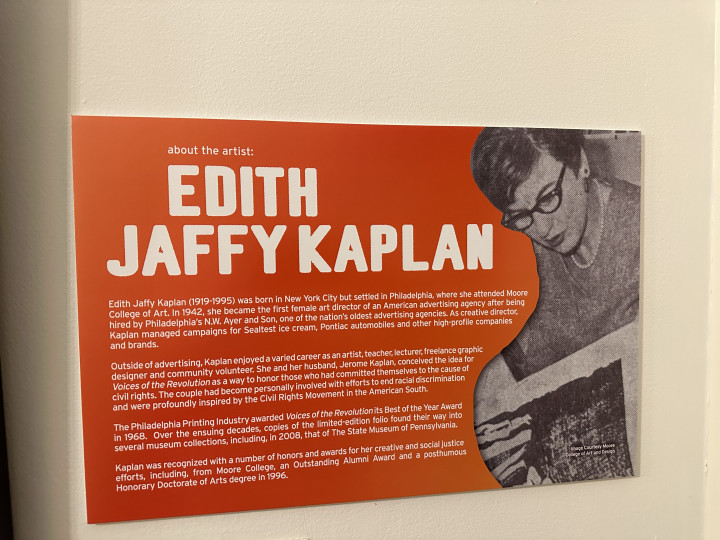 about the artist:
EDITH
JAFFY KAPLAN
Edith Jaffy Kaplan (1919-1995) was born in New York City but settled in Philadelphia, where she attended Moore
College of Art. In 1942, she became the first female art director of an American advertising agency after being
hired by Philadelphia's N.W. Ayer and Son, one of the nation's oldest advertising agencies. As creative director,
Kaplan managed campaigns for Sealtest ice cream, Pontiac automobiles and other high-profile companies
and brands.
Outside of advertising, Kaplan enjoyed a varied career as an artist, teacher, lecturer, freelance graphic
designer and community volunteer. She and her husband, Jerome Kaplan, conceived the idea for
Voices of the Revolution as a way to honor those who had committed themselves to the cause of
civil rights. The couple had become personally involved with efforts to end racial discrimination
and were profoundly inspired by the Civil Rights Movement in the American South.
The Philadelphia Printing Industry awarded Voices of the Revolution its Best of the Year Award
in 1968. Over the ensuing decades, copies of the limited-edition folio found their way into
several museum collections, including, in 2008, that of The State Museum of Pennsylvania.
Kaplan was recognized with a number of honors and awards for her creative and social justice
efforts, including, from Moore College, an Outstanding Alumni Award and a posthumous
Honorary Doctorate of Arts degree in 1996.
Image Courtesy Moore
College of Art and Design